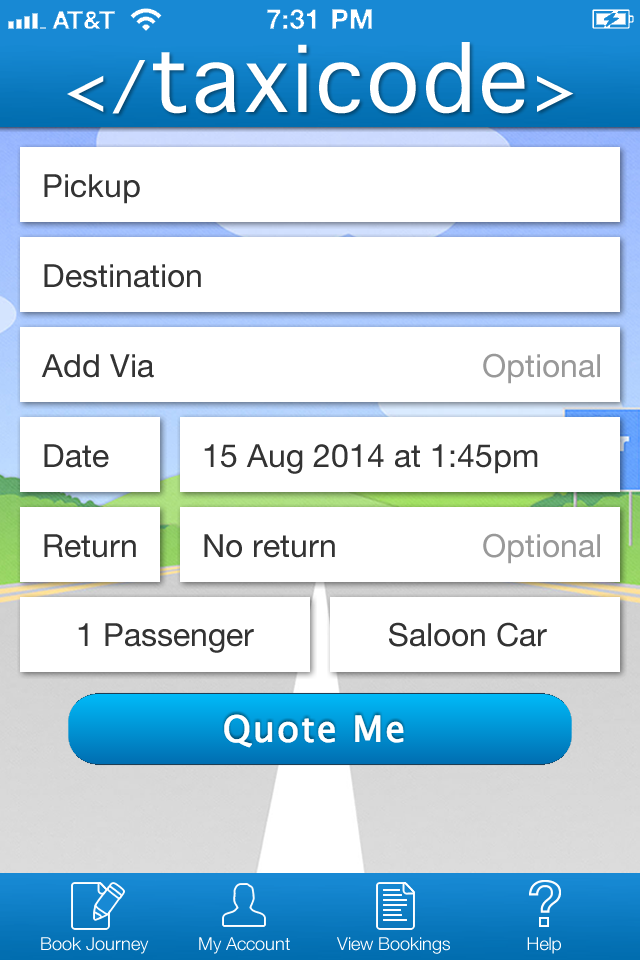 AT&T 7:31 PM
</taxicode>
Pickup
Destination
Add Via Optional
Date 15 Aug 2014 at 1:45pm
Return No return Optional
1 Passenger Saloon Car
Quote Me
Book Journey My Account View Bookings Help